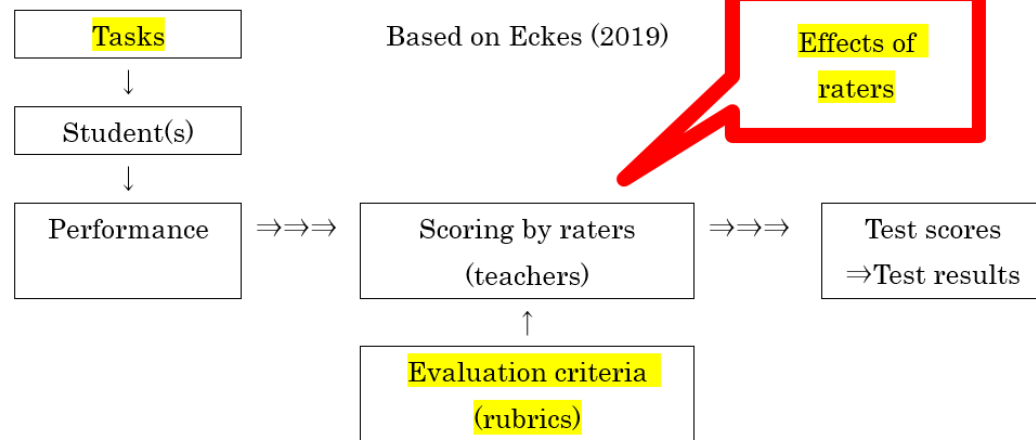 Tasks
Based on Eckes (2019)
Effects of
raters
↓
Student(s)
↓
Performance
⇒⇒⇒
Scoring by raters
(teachers)
⇒⇒⇒
Test scores
⇒Test results
↑
Evaluation criteria
(rubrics)